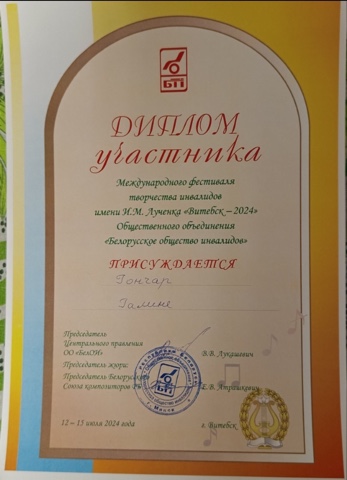 БТІ
ДИПЛОМ
участника
Международного фестиваля
творчества инвалидов
имени И.М. Лученка «Витебск – 2024»
Общественного объединения
«Белорусское общество инвалидов»
ПРИСУЖДАЕТСЯ
Гончар
Галине
Председатель
Центрального правления
ОО «БелОИ»
В.В. Лукашевич
Председатель жюри:
Председатель Белорусского
Союза композиторов
Е.В. Атрашкевич
12 – 15 июля 2024 года
г. Витебск